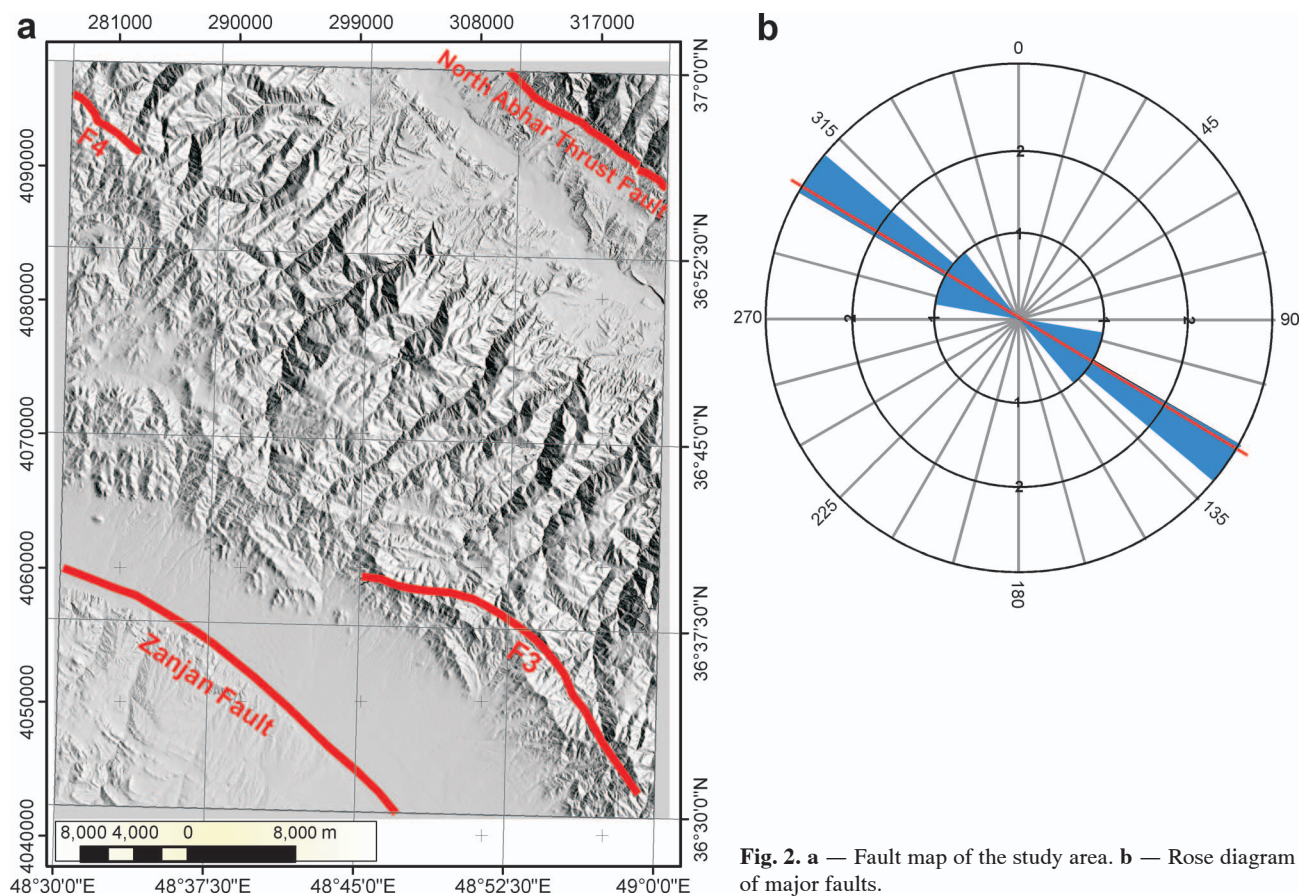 a
281000 290000 299000 308000 317000
37°0'0"N
North Abhar Thrust Fault
F4
4090000
36°52'30"N
4080000
4070000
36°45'0"N
4060000
36°37'30"N
F3
Zanjan Fault
4050000
36°30'0"N
4040000
8,000 4,000 0 8,000 m
48°30'0"E 48°37'30"E 48°45'0"E 48°52'30"E 49°0'0"E
b
0
315 45
2
1
270 2 1 1 2 90
1
2
225 135
180
Fig. 2. a — Fault map of the study area. b — Rose diagram
of major faults.